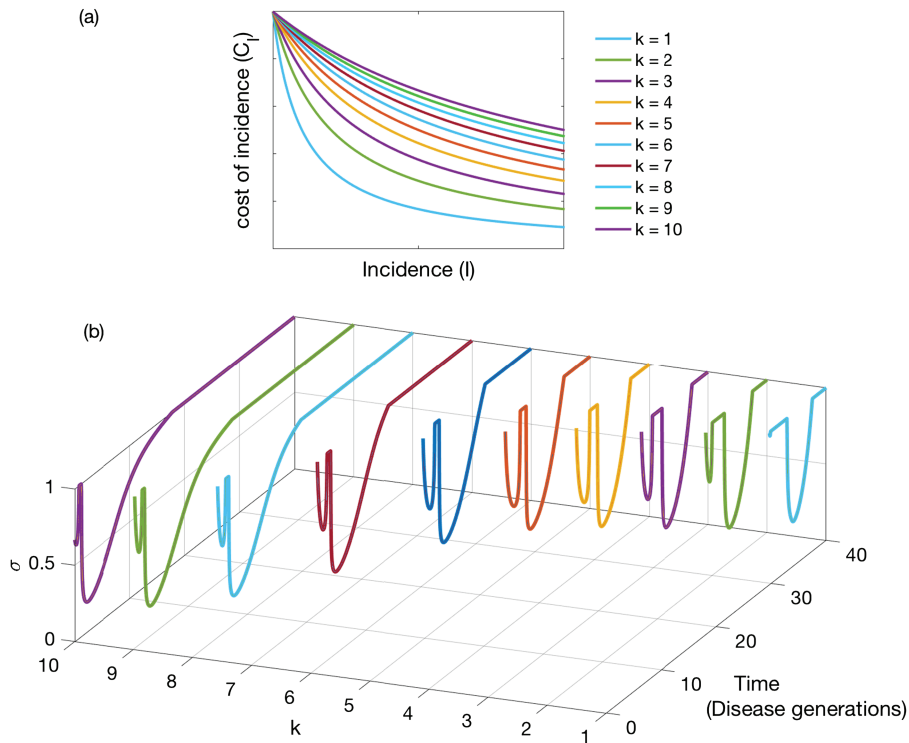 (a)
cost of incidence (C_I)
Incidence (I)
k = 1
k = 2
k = 3
k = 4
k = 5
k = 6
k = 7
k = 8
k = 9
k = 10
(b)
1
0.5
0
σ
10
9
8
7
6
5
4
3
2
1
k
0
10
20
30
40
Time
(Disease generations)